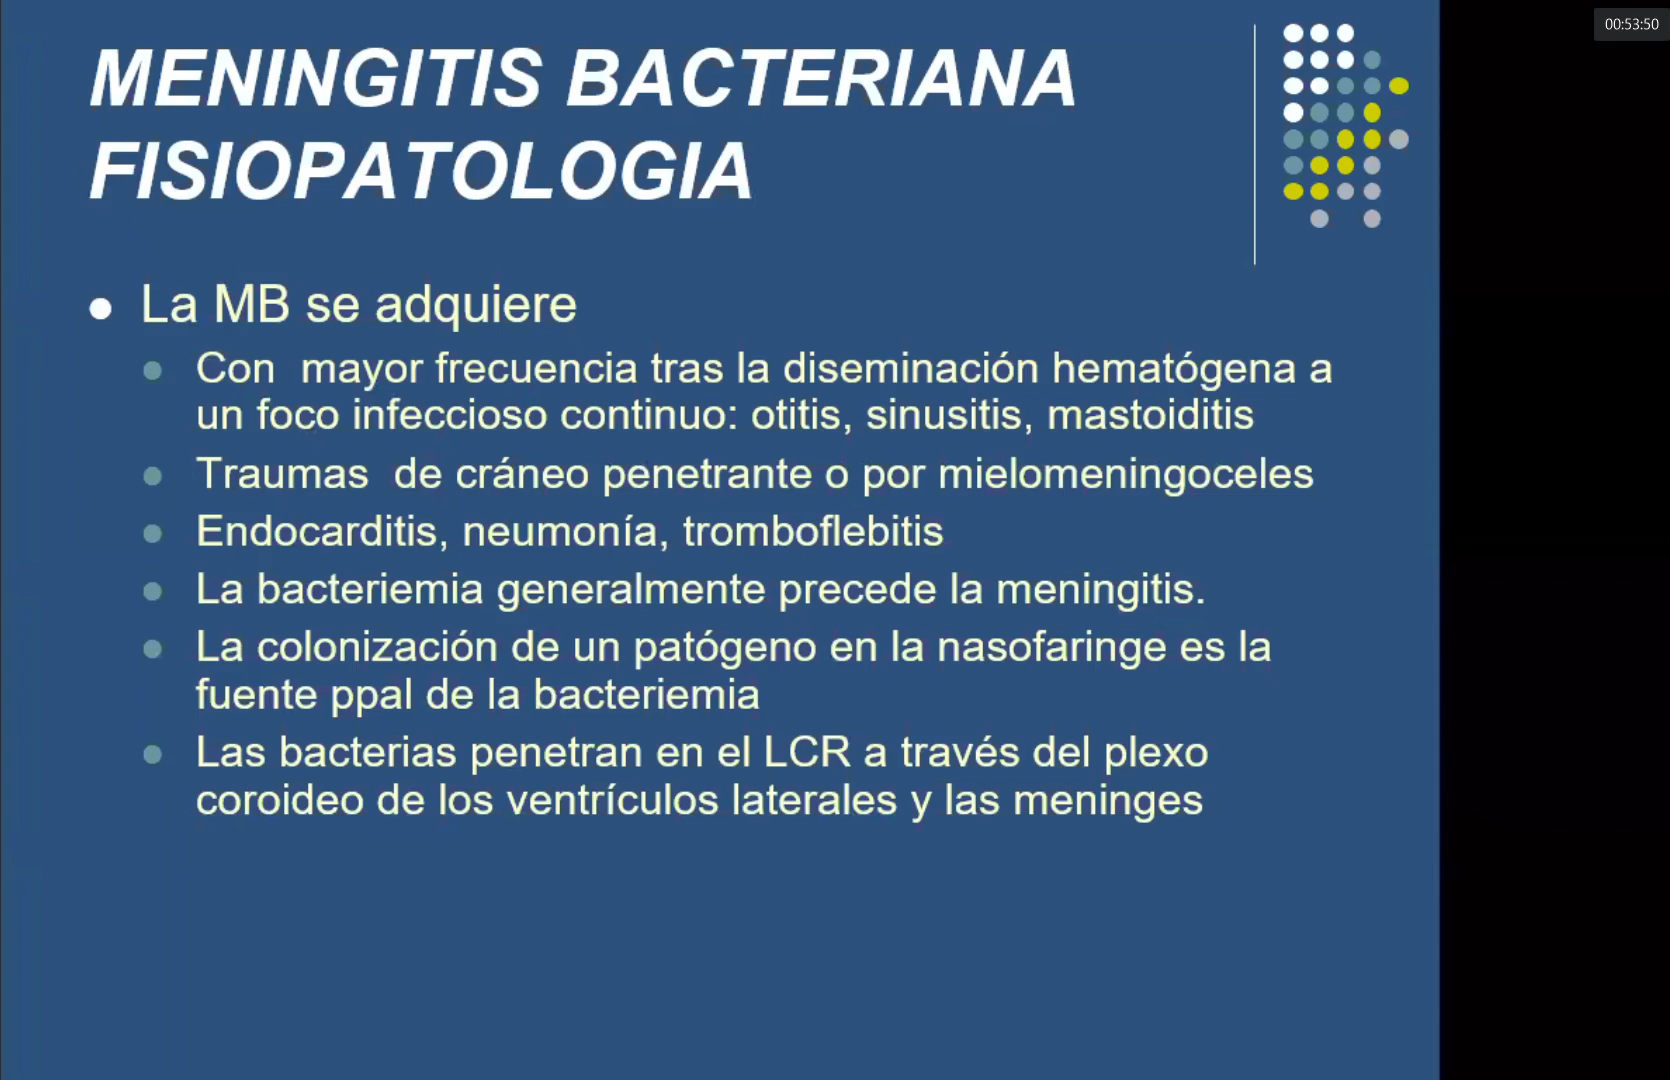 00:53:50
MENINGITIS BACTERIANA
FISIOPATOLOGIA
La MB se adquiere
Con mayor frecuencia tras la diseminación hematógena a
un foco infeccioso continuo: otitis, sinusitis, mastoiditis
Traumas de cráneo penetrante o por mielomeningoceles
Endocarditis, neumonía, tromboflebitis
La bacteriemia generalmente precede la meningitis.
La colonización de un patógeno en la nasofaringe es la
fuente ppal de la bacteriemia
Las bacterias penetran en el LCR a través del plexo
coroideo de los ventrículos laterales y las meninges